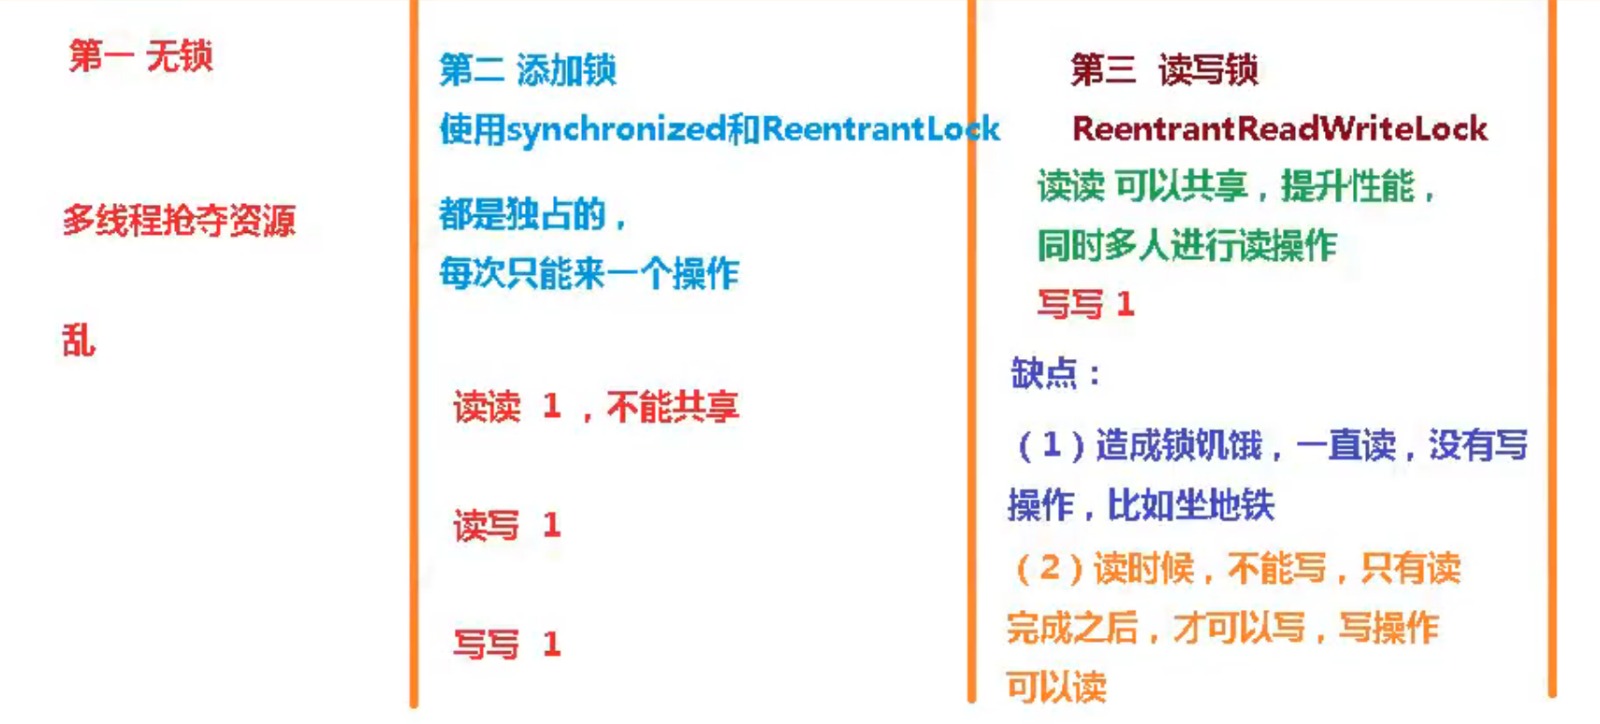 第一 无锁
多线程抢夺资源
乱
第二 添加锁
使用synchronized和ReentrantLock
都是独占的，
每次只能来一个操作
读读 1 ，不能共享
读写 1
写写 1
第三 读写锁
ReentrantReadWriteLock
读读 可以共享，提升性能，
同时多人进行读操作
写写 1
缺点：
（1）造成锁饥饿，一直读，没有写
操作，比如坐地铁
（2）读时候，不能写，只有读
完成之后，才可以写，写操作
可以读